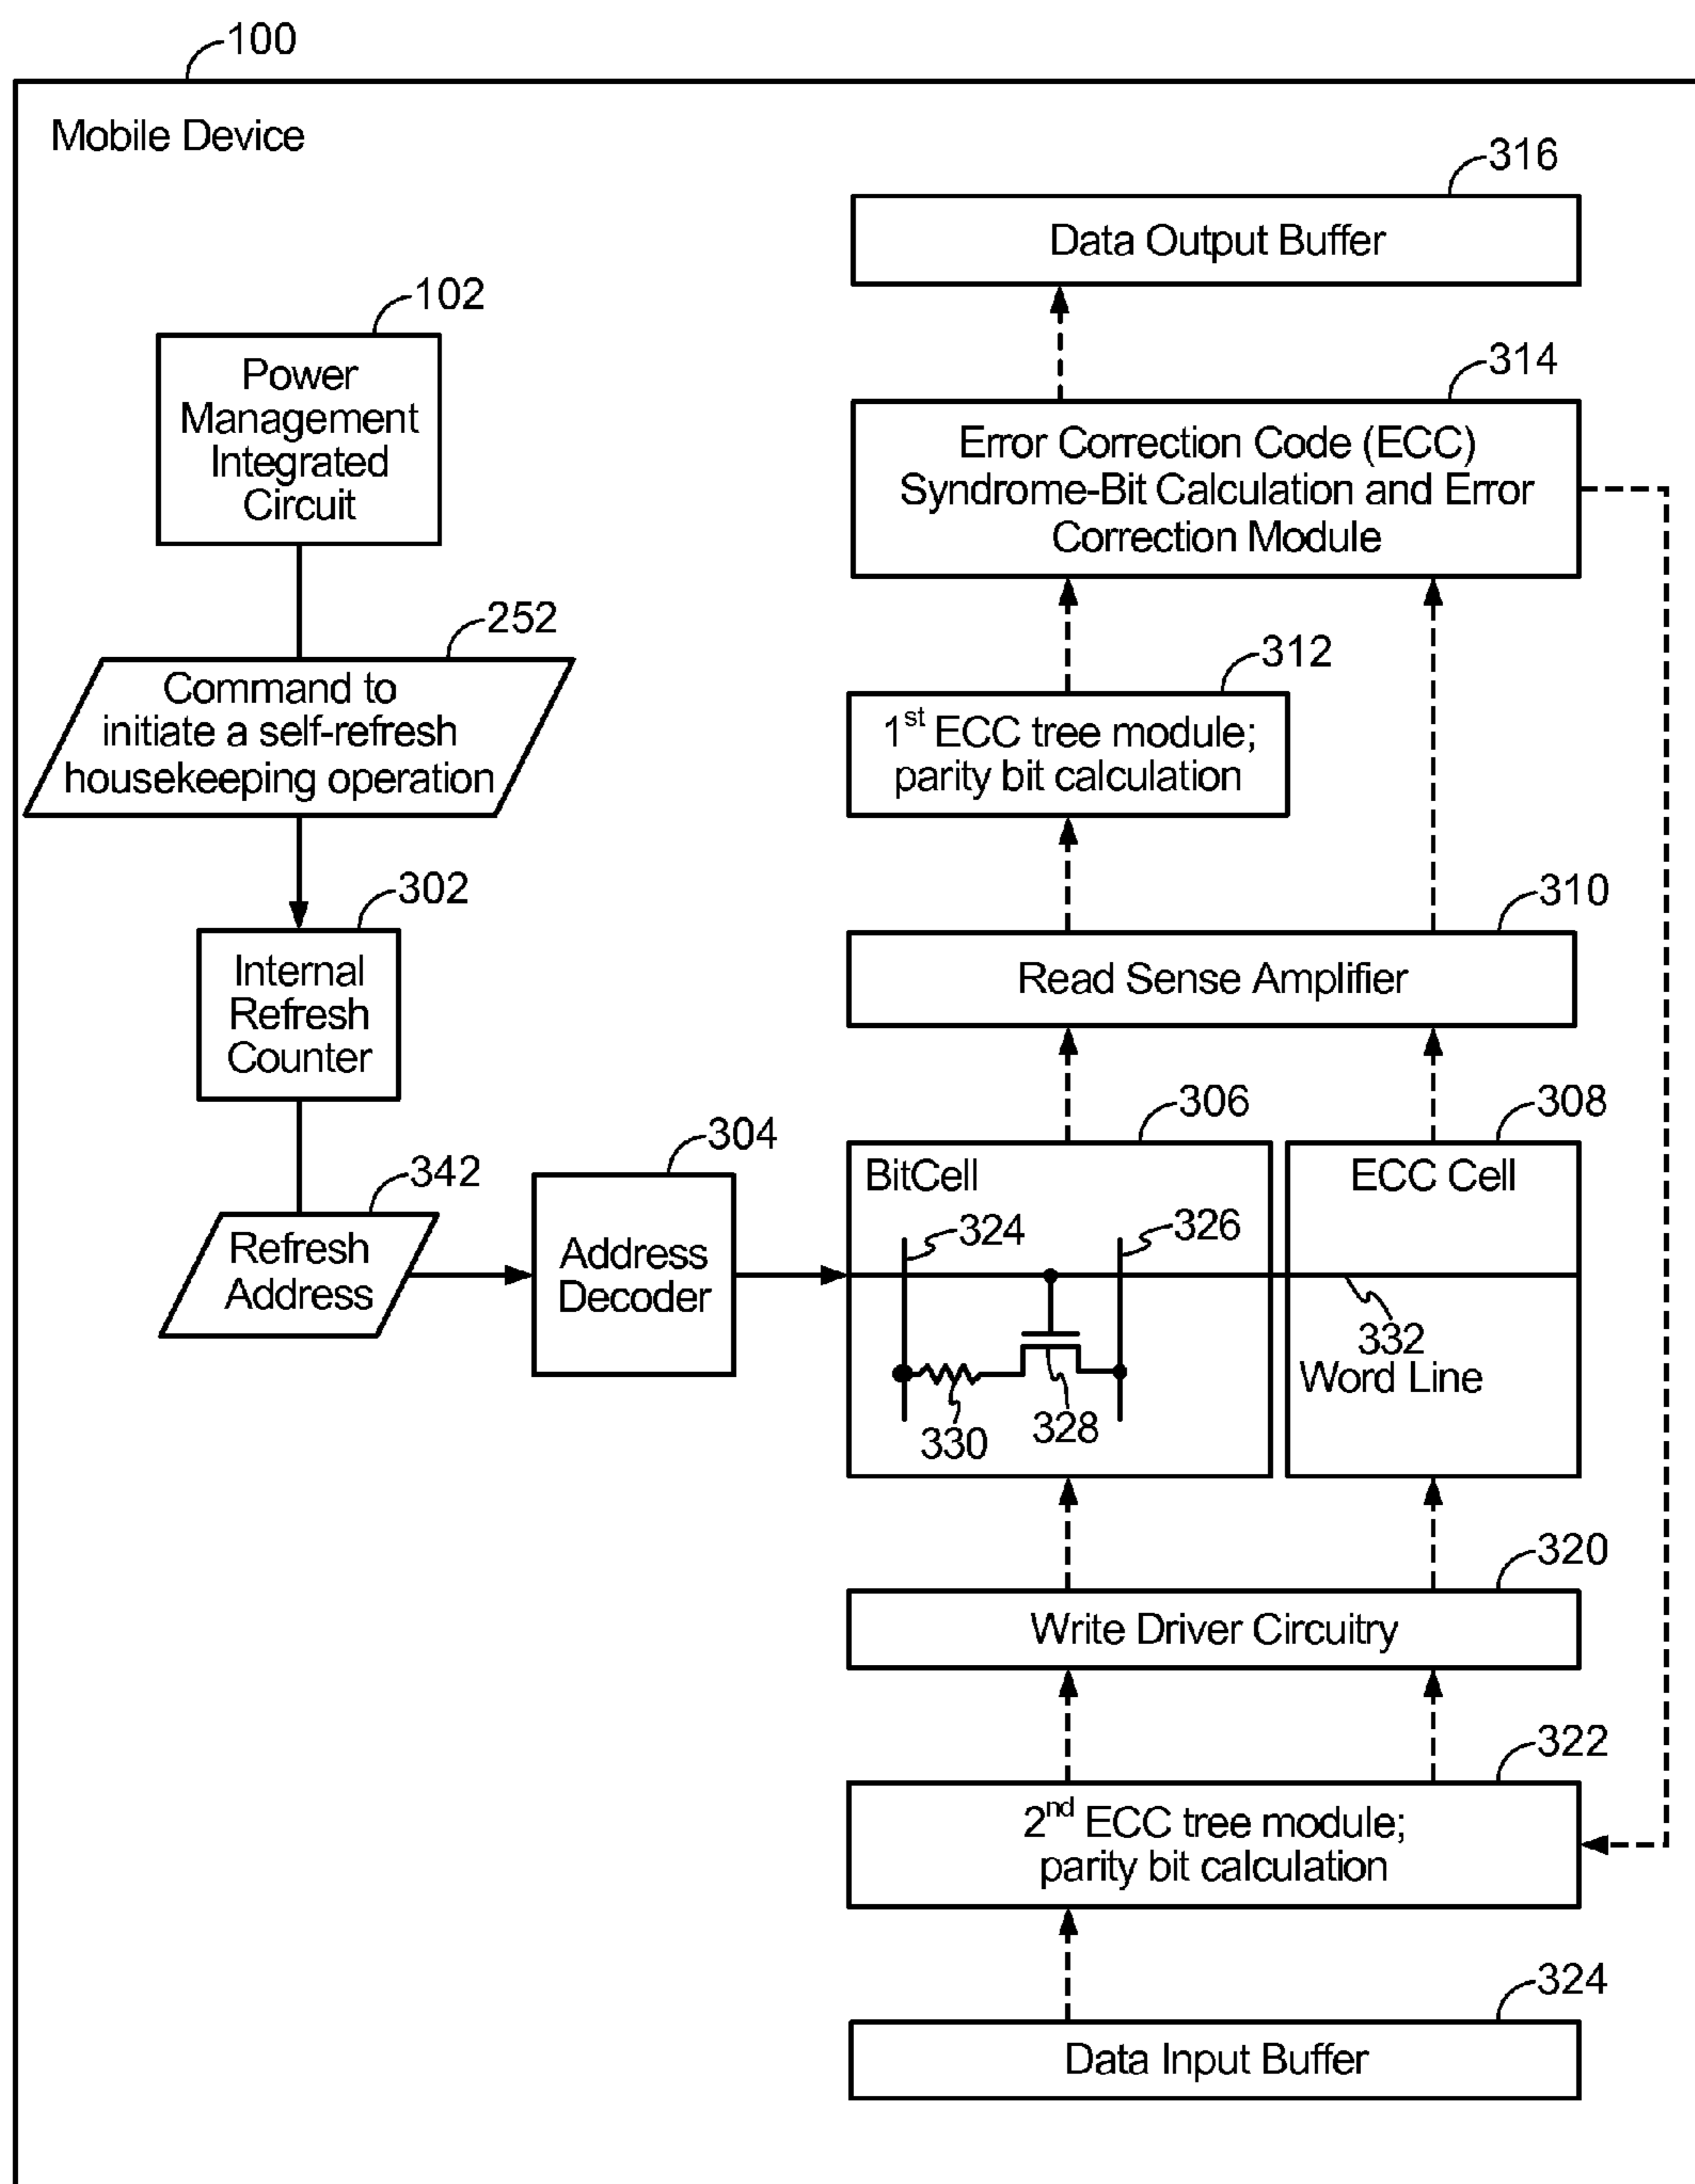 100
Mobile Device
316
Data Output Buffer
102
Power
Management
Integrated
Circuit
314
Error Correction Code (ECC)
Syndrome-Bit Calculation and Error
Correction Module
252
Command to
initiate a self-refresh
housekeeping operation
312
1st ECC tree module;
parity bit calculation
302
Internal
Refresh
Counter
310
Read Sense Amplifier
342
Refresh
Address
304
Address
Decoder
306
BitCell
324
326
330
328
308
ECC Cell
332
Word Line
320
Write Driver Circuitry
322
2nd ECC tree module;
parity bit calculation
324
Data Input Buffer